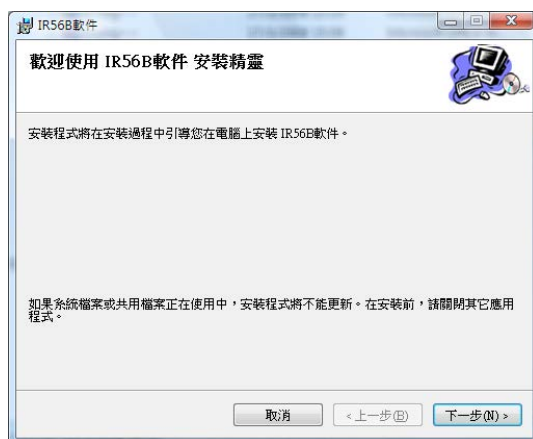 IR56B軟件
歡迎使用 IR56B軟件 安裝精靈
安裝程式將在安裝過程中引導您在電腦上安裝 IR56B軟件。
如果系統檔案或共用檔案正在使用中，安裝程式將不能更新。在安裝前，請關閉其它應用
程式。
取消
<上一步(B)
下一步(N) >